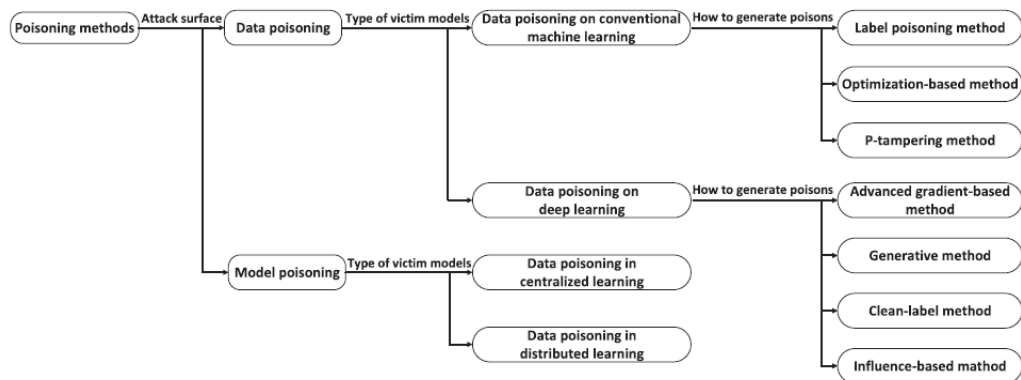 Poisoning methods
Attack surface
Data poisoning
Type of victim models
Data poisoning on conventional
machine learning
How to generate poisons
Label poisoning method
Optimization-based method
P-tampering method
Data poisoning on
deep learning
How to generate poisons
Advanced gradient-based
method
Generative method
Clean-label method
Influence-based mathod
Model poisoning
Type of victim models
Data poisoning in
centralized learning
Data poisoning in
distributed learning